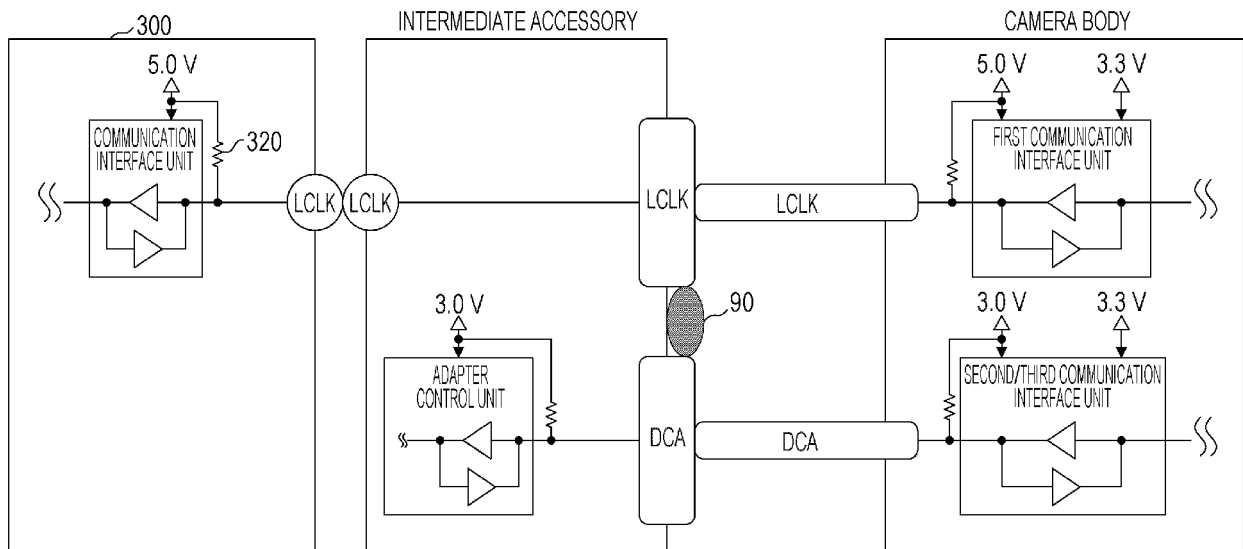 300
INTERMEDIATE ACCESSORY
CAMERA BODY
5.0 V
5.0 V
3.3 V
COMMUNICATION
INTERFACE UNIT
320
FIRST COMMUNICATION
INTERFACE UNIT
LCLK
LCLK
LCLK
LCLK
90
3.0 V
3.0 V
3.3 V
ADAPTER
CONTROL UNIT
SECOND/THIRD COMMUNICATION
INTERFACE UNIT
DCA
DCA